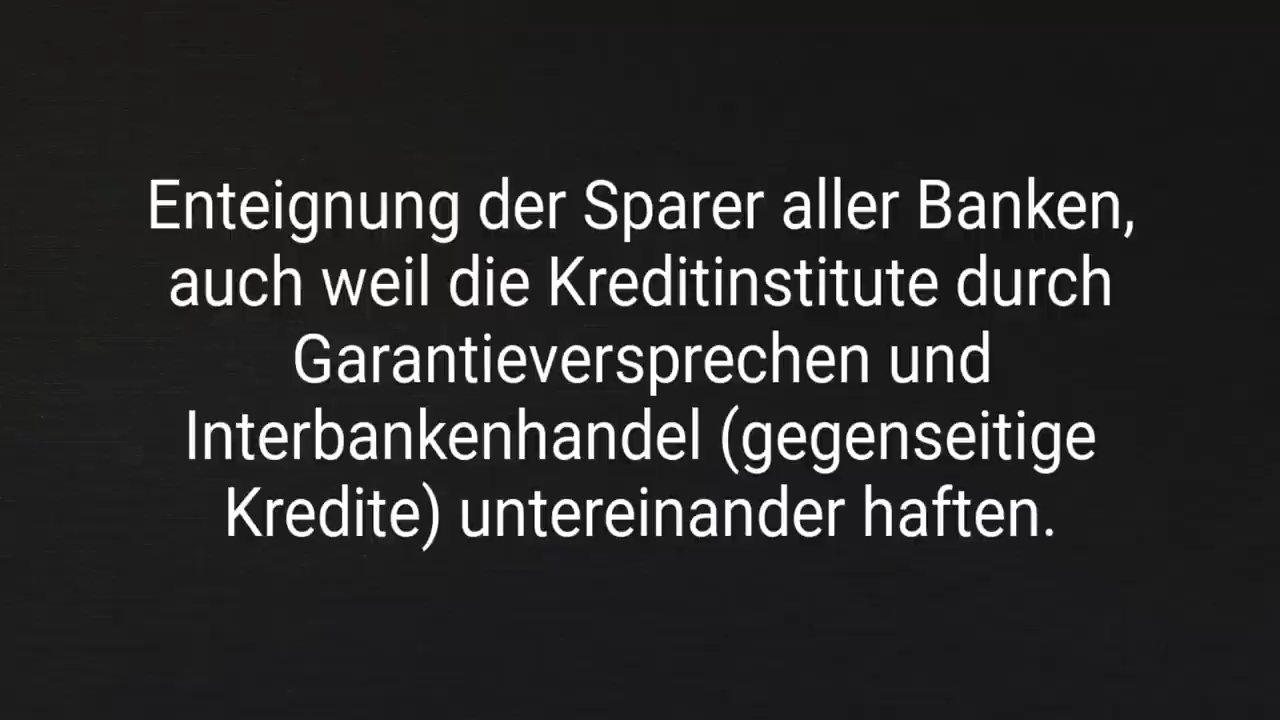 Enteignung der Sparer aller Banken,
auch weil die Kreditinstitute durch
Garantieversprechen und
Interbankenhandel (gegenseitige
Kredite) untereinander haften.